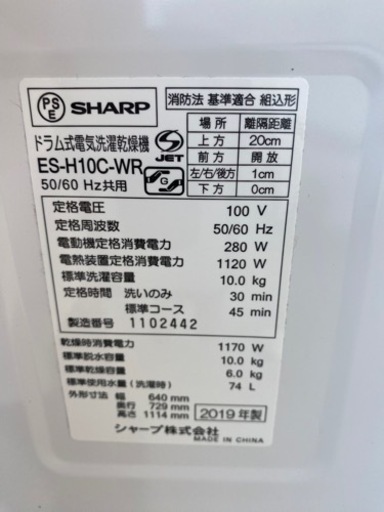 PSE SHARP
ドラム式電気洗濯乾燥機
S JET
ES-H10C-WR
50/60 Hz共用
消防法 基準適合 組込形
場所 離隔距離
上方 20cm
前方 開放
左/右/後方 1cm
下方 0cm
定格電圧 100 V
定格周波数 50/60 Hz
電動機定格消費電力 280 W
電熱装置定格消費電力 1120 W
標準洗濯容量 10.0 kg
定格時間 洗いのみ 30 min
標準コース 45 min
製造番号 1102442
乾燥時消費電力 1170 W
標準脱水容量 10.0 kg
標準乾燥容量 6.0 kg
標準使用水量(洗濯時) 74 L
外形寸法 幅 640 mm
奥行 729 mm
高さ 1114 mm
2019年製
シャープ株式会社
MADE IN CHINA